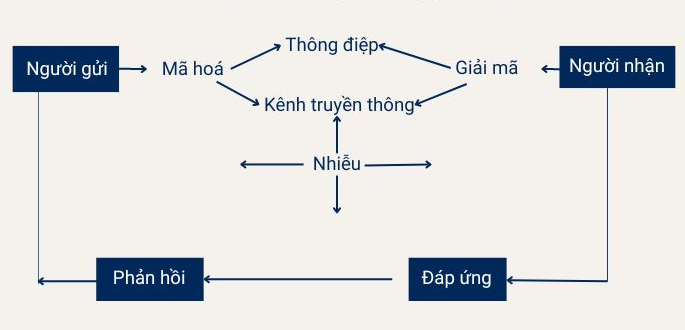 Người gửi
Mã hoá
Thông điệp
Giải mã
Người nhận
Kênh truyền thông
Nhiễu
Phản hồi
Đáp ứng